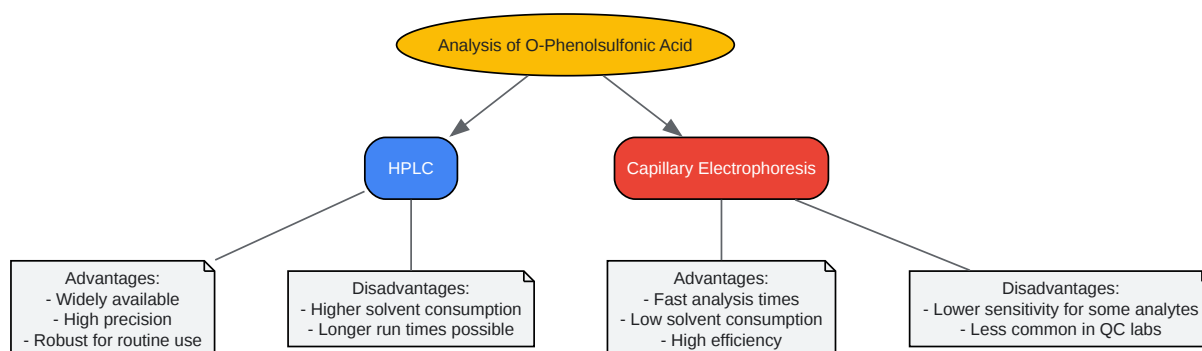 Analysis of O-Phenolsulfonic Acid
HPLC
Capillary Electrophoresis
Advantages:
- Widely available
- High precision
- Robust for routine use
Disadvantages:
- Higher solvent consumption
- Longer run times possible
Advantages:
- Fast analysis times
- Low solvent consumption
- High efficiency
Disadvantages:
- Lower sensitivity for some analytes
- Less common in QC labs